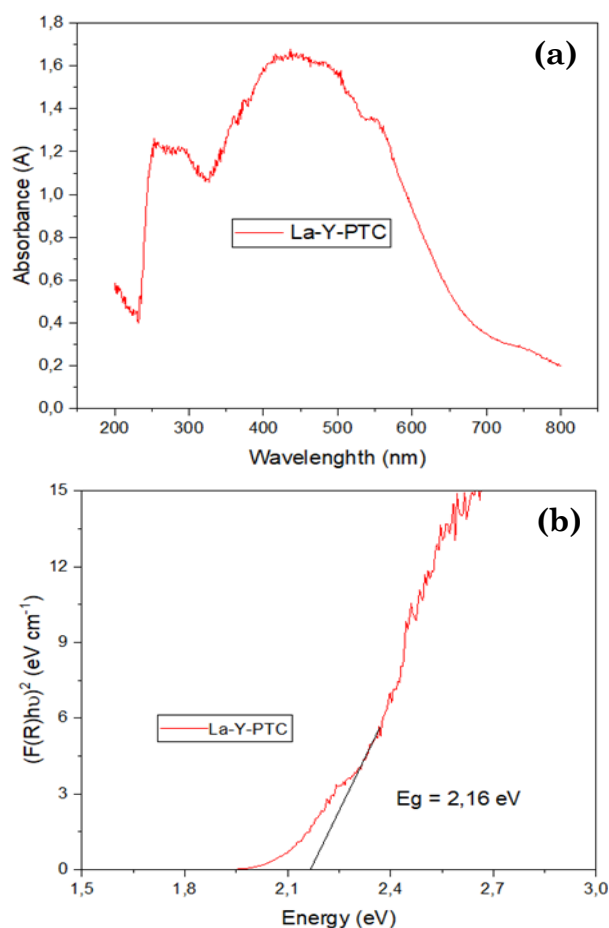 (a)
Absorbance (A)
1,8
1,6
1,4
1,2
1,0
0,8
0,6
0,4
0,2
0,0
La-Y-PTC
200 300 400 500 600 700 800
Wavelenghth (nm)
(b)
(F(R)hυ)² (eV cm⁻¹)
15
12
9
6
3
0
La-Y-PTC
Eg = 2,16 eV
1,5 1,8 2,1 2,4 2,7 3,0
Energy (eV)